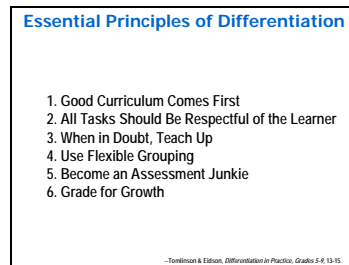 Essential Principles of Differentiation
1. Good Curriculum Comes First
2. All Tasks Should Be Respectful of the Learner
3. When in Doubt, Teach Up
4. Use Flexible Grouping
5. Become an Assessment Junkie
6. Grade for Growth
--Tomlinson & Eidson, Differentiation in Practice, Grades 5-9, 13-15.